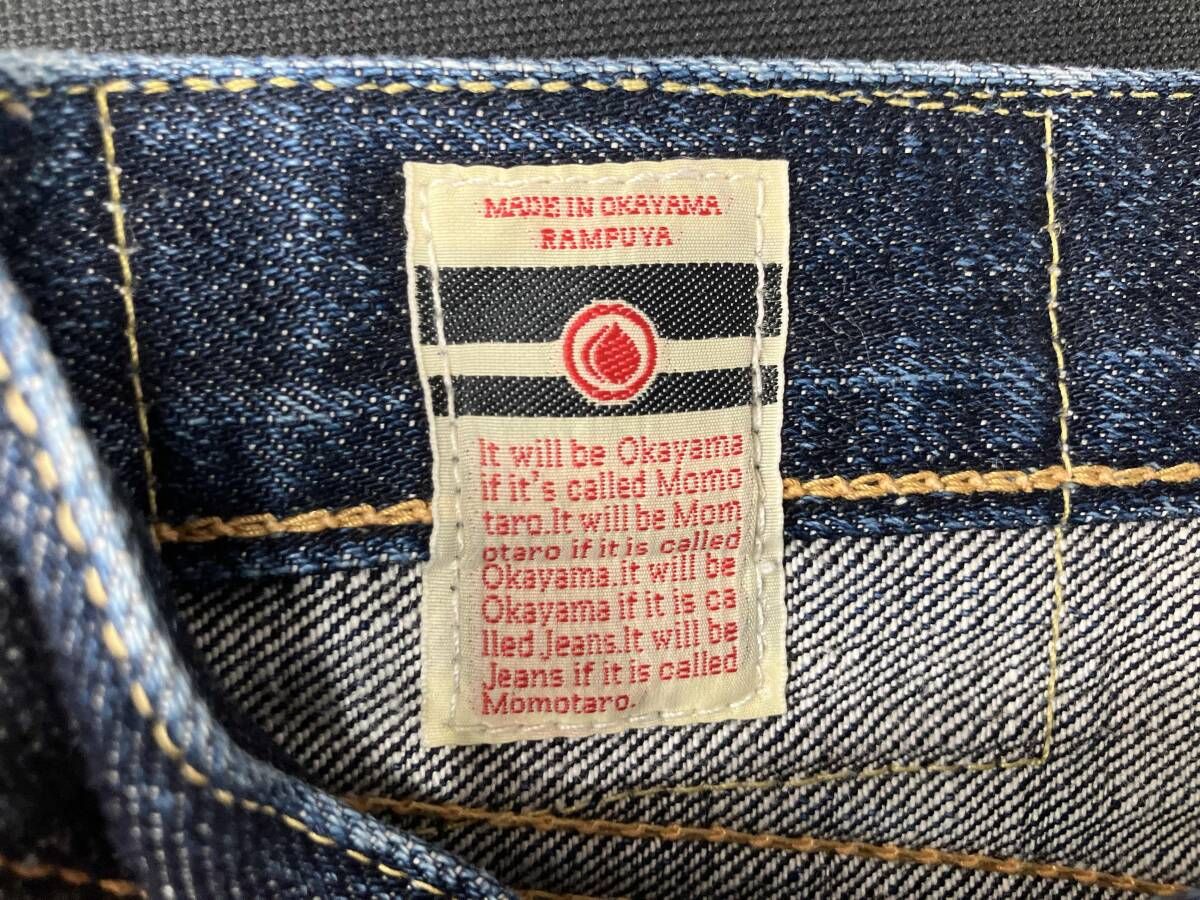 MADE IN OKAYAMA
RAMPUYA
It will be Okayama
if it's called Momo
taro.It will be Mom
otaro if it is called
Okayama.It will be
Okayama if it is ca
lled Jeans.It will be
Jeans if it is called
Momotaro.